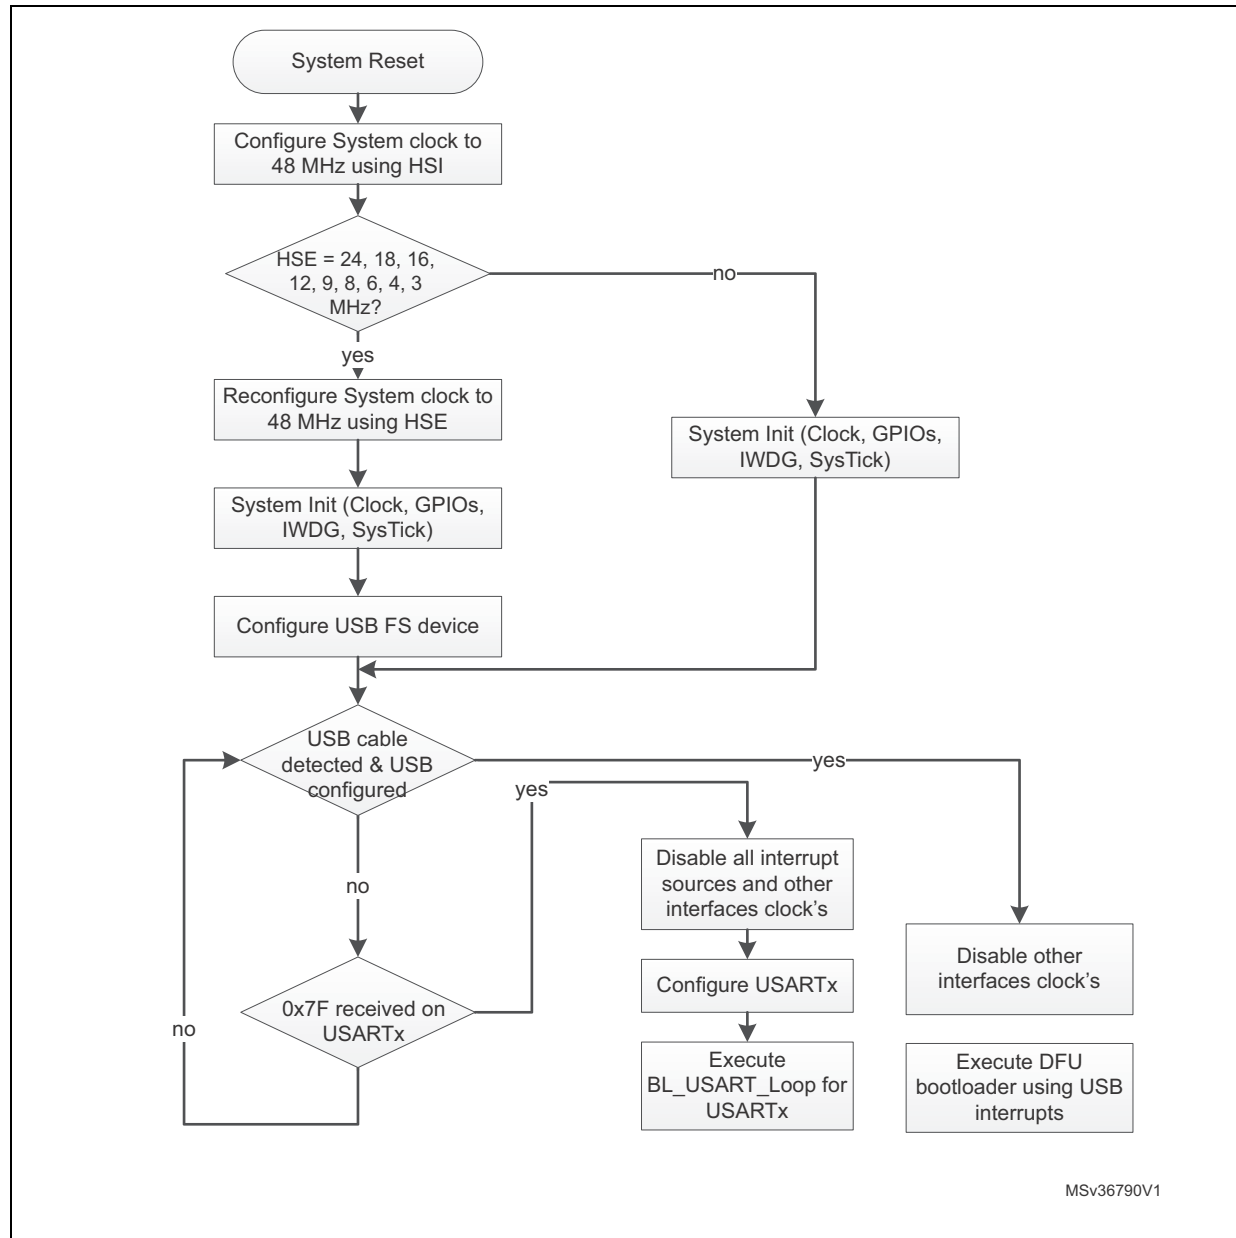 System Reset
Configure System clock to
48 MHz using HSI
HSE = 24, 18, 16,
12, 9, 8, 6, 4, 3
MHz?
no
yes
Reconfigure System clock to
48 MHz using HSE
System Init (Clock, GPIOs,
IWDG, SysTick)
System Init (Clock, GPIOs,
IWDG, SysTick)
Configure USB FS device
USB cable
detected & USB
configured
yes
yes
no
Disable all interrupt
sources and other
interfaces clock's
Disable other
interfaces clock's
Configure USARTx
0x7F received on
USARTx
no
Execute
BL_USART_Loop for
USARTx
Execute DFU
bootloader using USB
interrupts
MSv36790V1